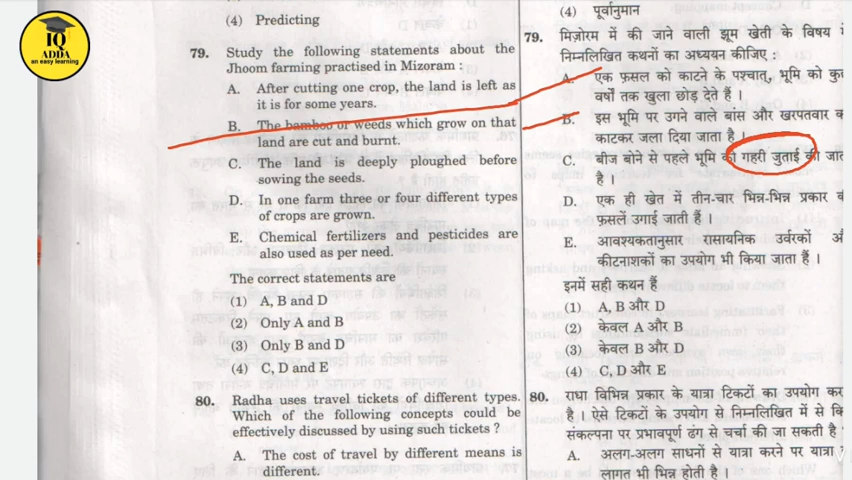 IQ
ADDA
an easy learning
(4) Predicting
79. Study the following statements about the
Jhoom farming practised in Mizoram :
A. After cutting one crop, the land is left as
it is for some years.
B. The bamboo or weeds which grow on that
land are cut and burnt.
C. The land is deeply ploughed before
sowing the seeds.
D. In one farm three or four different types
of crops are grown.
E. Chemical fertilizers and pesticides are
also used as per need.
The correct statements are
(1) A, B and D
(2) Only A and B
(3) Only B and D
(4) C, D and E
80. Radha uses travel tickets of different types.
Which of the following concepts could be
effectively discussed by using such tickets ?
A. The cost of travel by different means is
different.
(4) पूर्वानुमान
79. मिज़ोरम में की जाने वाली झूम खेती के विषय
निम्नलिखित कथनों का अध्ययन कीजिए :
A. एक फ़सल को काटने के पश्चात्, भूमि को
वर्षों तक खुला छोड़ देते हैं ।
B. इस भूमि पर उगने वाले बांस और खरपतवार
काटकर जला दिया जाता है ।
C. बीज बोने से पहले भूमि की गहरी जुताई की
है ।
D. एक ही खेत में तीन-चार भिन्न-भिन्न प्रकार
फ़सलें उगाई जाती हैं ।
E. आवश्यकतानुसार रासायनिक उर्वरकों
कीटनाशकों का उपयोग भी किया जाता हैं ।
इनमें सही कथन हैं
(1) A, B और D
(2) केवल A और B
(3) केवल B और D
(4) C, D और E
80. राधा विभिन्न प्रकार के यात्रा टिकटों का उपयोग
है । ऐसे टिकटों के उपयोग से निम्नलिखित में से
संकल्पना पर प्रभावपूर्ण ढंग से चर्चा की जा सकती है
A. अलग-अलग साधनों से यात्रा करने पर यात्रा
लागत भी भिन्न होती है ।